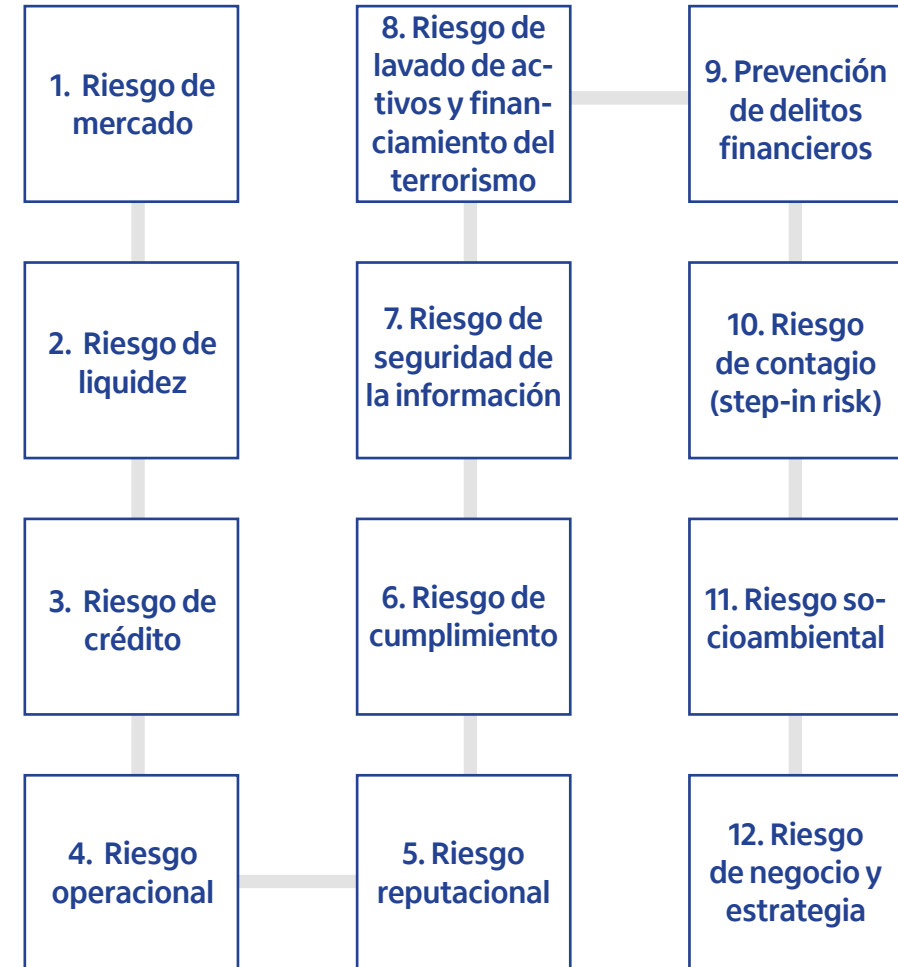 1. Riesgo de
mercado
2. Riesgo de
liquidez
3. Riesgo de
crédito
4. Riesgo
operacional
5. Riesgo
reputacional
6. Riesgo de
cumplimiento
7. Riesgo de
seguridad de
la información
8. Riesgo de
lavado de ac-
tivos y finan-
ciamiento del
terrorismo
9. Prevención
de delitos
financieros
10. Riesgo
de contagio
(step-in risk)
11. Riesgo so-
cioambiental
12. Riesgo
de negocio y
estrategia